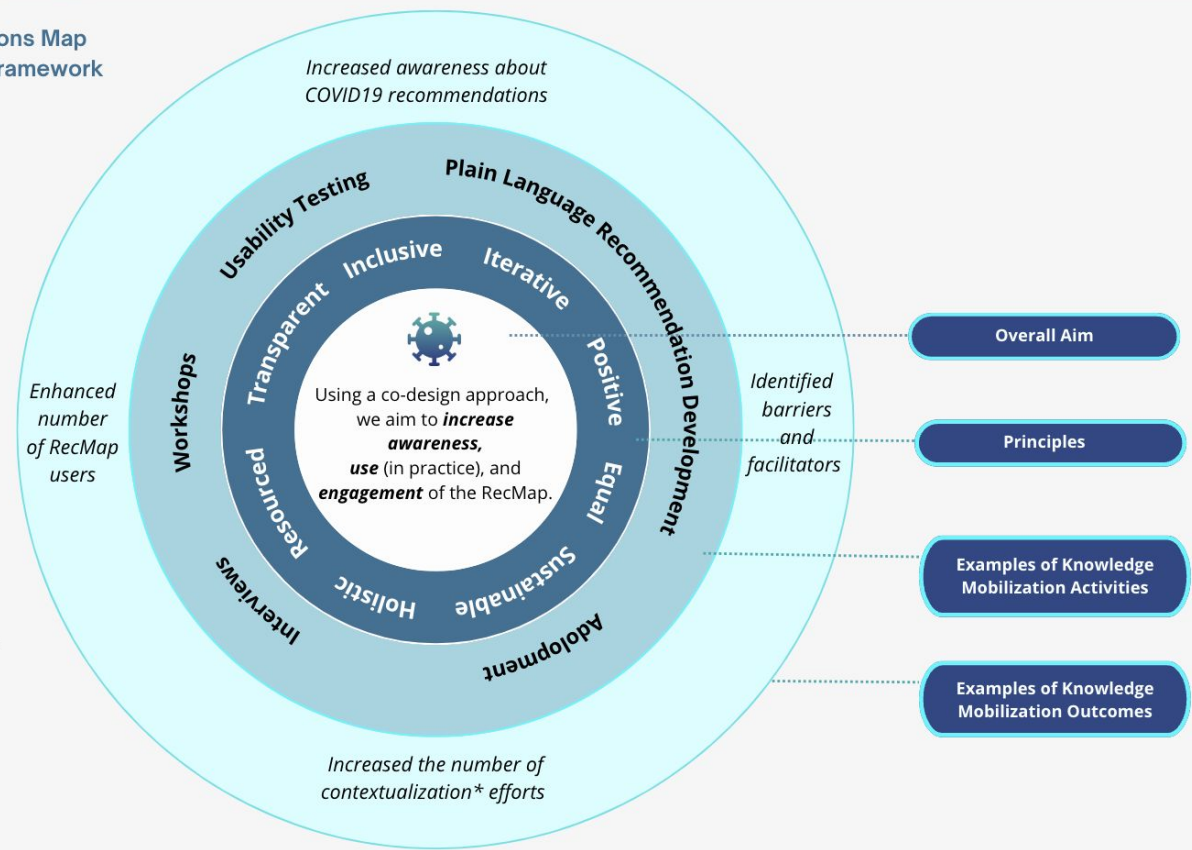 ons Map
ramework
Increased awareness about
COVID19 recommendations
Usability Testing
Plain Language Recommendation Development
Adolopment
Interviews
Workshops
Inclusive
Iterative
Positive
Equal
Sustainable
Holistic
Resourced
Transparent
Using a co-design approach,
we aim to increase
awareness,
use (in practice), and
engagement of the RecMap.
Enhanced
number
of RecMap
users
Identified
barriers
and
facilitators
Increased the number of
contextualization* efforts
Overall Aim
Principles
Examples of Knowledge
Mobilization Activities
Examples of Knowledge
Mobilization Outcomes